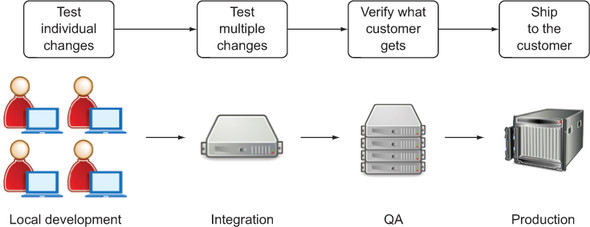 Test
individual
changes
Test
multiple
changes
Verify what
customer
gets
Ship
to the
customer
Local development
Integration
QA
Production